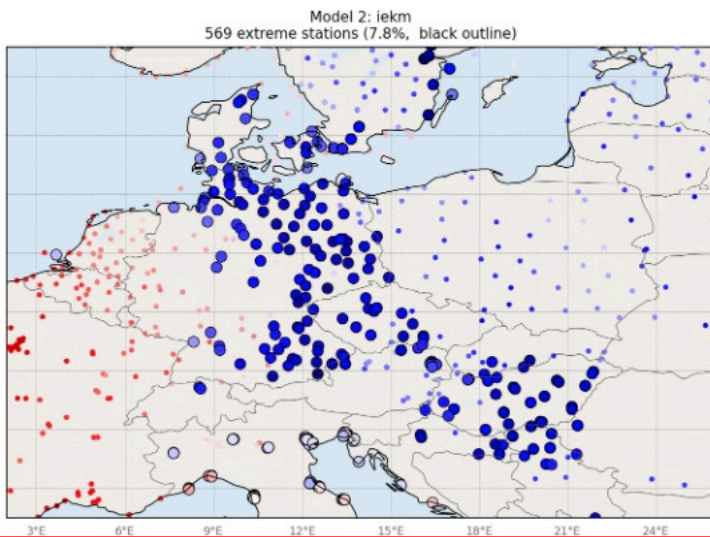 Model 2: iekm
569 extreme stations (7.8%, black outline)
3°E 6°E 9°E 12°E 15°E 18°E 21°E 24°E